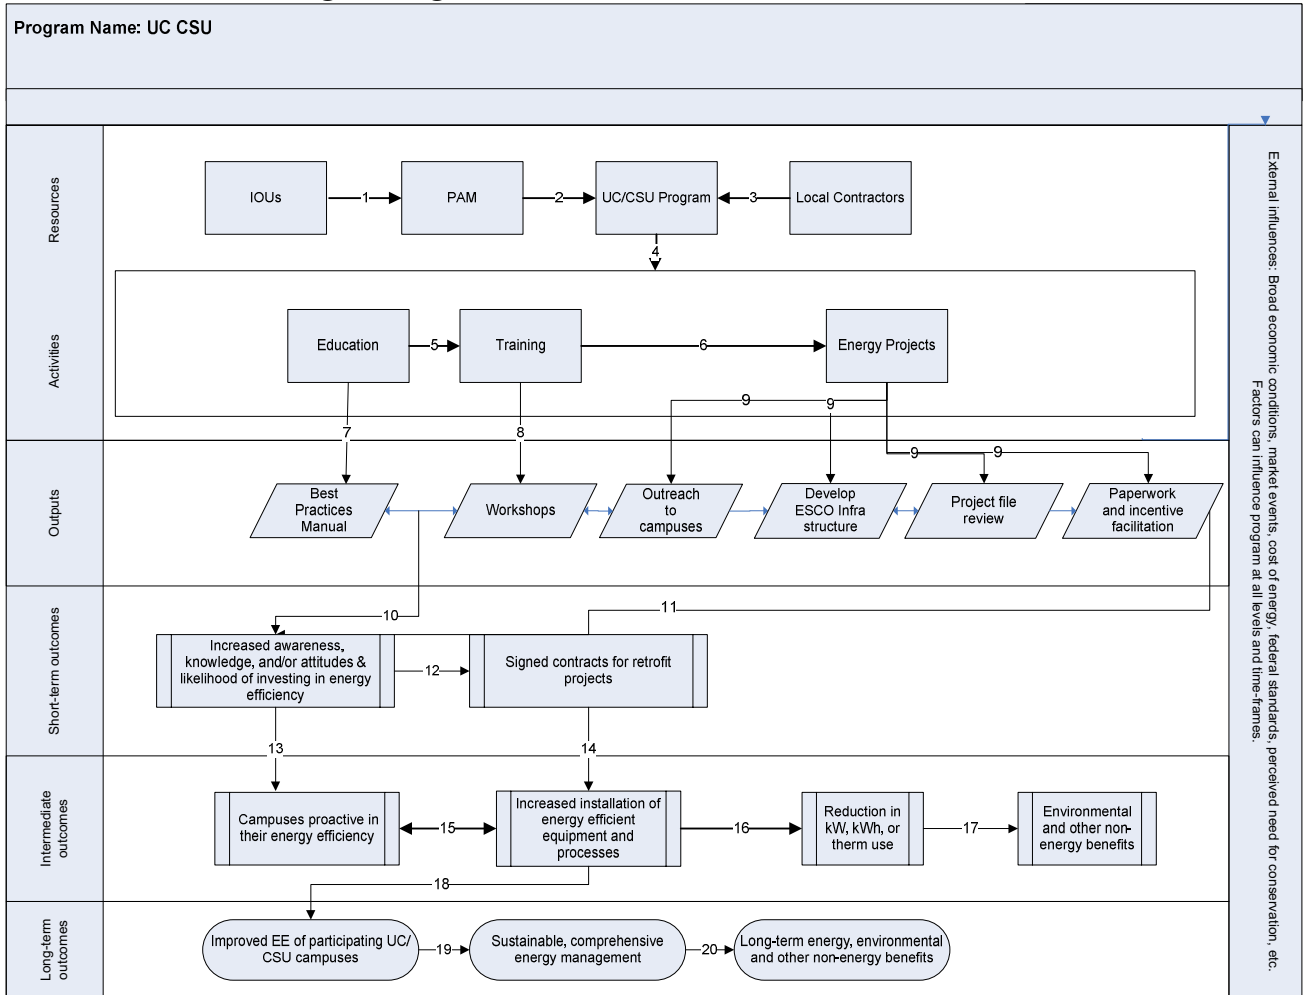 Program Name: UC CSU
Resources
IOUs
1
PAM
2
UC/CSU Program
3
Local Contractors
4
Activities
Education
5
Training
6
Energy Projects
7
8
9
9
9
9
Outputs
Best
Practices
Manual
Workshops
Outreach
to
campuses
Develop
ESCO Infra
structure
Project file
review
Paperwork
and incentive
facilitation
10
11
Short-term outcomes
Increased awareness,
knowledge, and/or attitudes &
likelihood of investing in energy
efficiency
12
Signed contracts for retrofit
projects
13
14
Intermediate
outcomes
Campuses proactive in
their energy efficiency
15
Increased installation of
energy efficient
equipment and
processes
16
Reduction in
kW, kWh, or
therm use
17
Environmental
and other non-
energy benefits
18
Long-term
outcomes
Improved EE of participating UC/
CSU campuses
19
Sustainable, comprehensive
energy management
20
Long-term energy, environmental
and other non-energy benefits
External influences: Broad economic conditions, market events, cost of energy, federal standards, perceived need for conservation, etc.
Factors can influence program at all levels and time-frames.